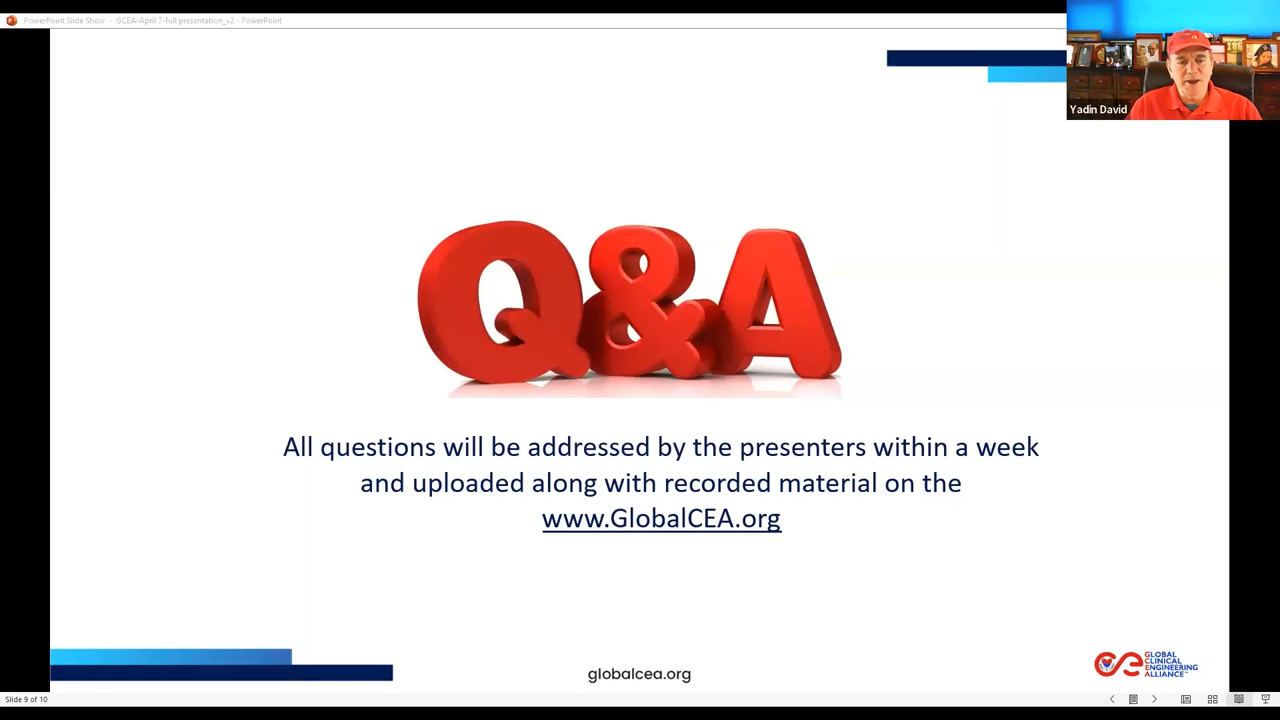 PowerPoint Slide Show - GCEA-April 7-full presentation_v2 - PowerPoint
186
Yadin David
Q&A
All questions will be addressed by the presenters within a week
and uploaded along with recorded material on the
www.GlobalCEA.org
globalcea.org
GLOBAL
CLINICAL
ENGINEERING
ALLIANCE
Slide 9 of 10